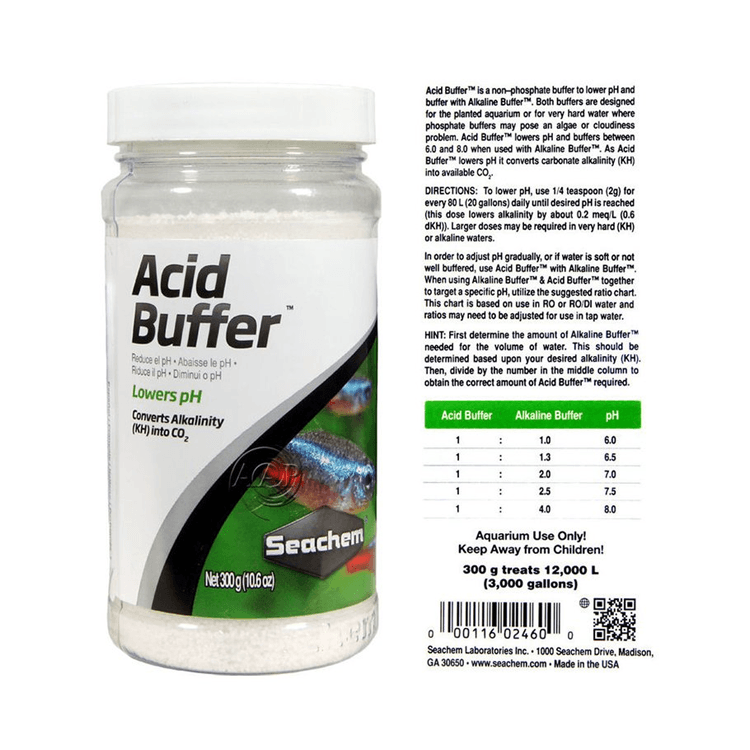 Acid
Buffer™
Reduce el pH • Abaisse le pH •
Riduce il pH • Diminui o pH
Lowers pH
Converts Alkalinity
(KH) into CO₂
Seachem
Net 300 g (10.6 oz)
Acid Buffer™ is a non–phosphate buffer to lower pH and
buffer with Alkaline Buffer™. Both buffers are designed
for the planted aquarium or for very hard water where
phosphate buffers may pose an algae or cloudiness
problem. Acid Buffer™ lowers pH and buffers between
6.0 and 8.0 when used with Alkaline Buffer™. As Acid
Buffer™ lowers pH it converts carbonate alkalinity (KH)
into available CO₂.
DIRECTIONS: To lower pH, use 1/4 teaspoon (2g) for
every 80 L (20 gallons) daily until desired pH is reached
(this dose lowers alkalinity by about 0.2 meq/L (0.6
dKH)). Larger doses may be required in very hard (KH)
or alkaline waters.
In order to adjust pH gradually, or if water is soft or not
well buffered, use Acid Buffer™ with Alkaline Buffer™.
When using Alkaline Buffer™ & Acid Buffer™ together
to target a specific pH, utilize the suggested ratio chart.
This chart is based on use in RO or RO/DI water and
ratios may need to be adjusted for use in tap water.
HINT: First determine the amount of Alkaline Buffer™
needed for the volume of water. This should be
determined based upon your desired alkalinity (KH).
Then, divide by the number in the middle column to
obtain the correct amount of Acid Buffer™ required.
Acid Buffer Alkaline Buffer pH
1 : 1.0 6.0
1 : 1.3 6.5
1 : 2.0 7.0
1 : 2.5 7.5
1 : 4.0 8.0
Aquarium Use Only!
Keep Away from Children!
300 g treats 12,000 L
(3,000 gallons)
0 00116 02460 0
Seachem Laboratories Inc. • 1000 Seachem Drive, Madison,
GA 30650 • www.seachem.com • Made in the USA